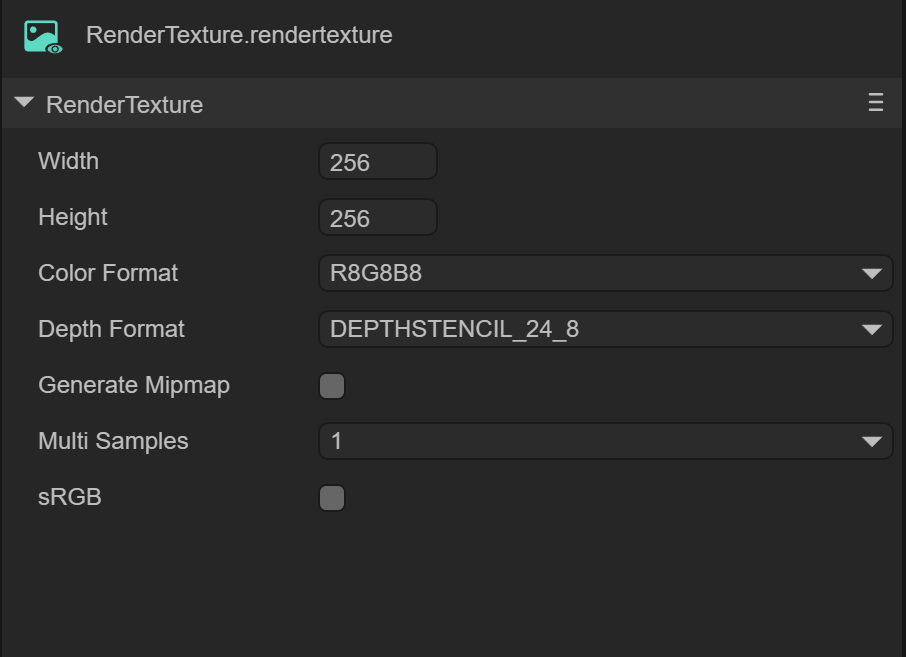 RenderTexture.rendertexture
RenderTexture
Width 256
Height 256
Color Format R8G8B8
Depth Format DEPTHSTENCIL_24_8
Generate Mipmap
Multi Samples 1
sRGB